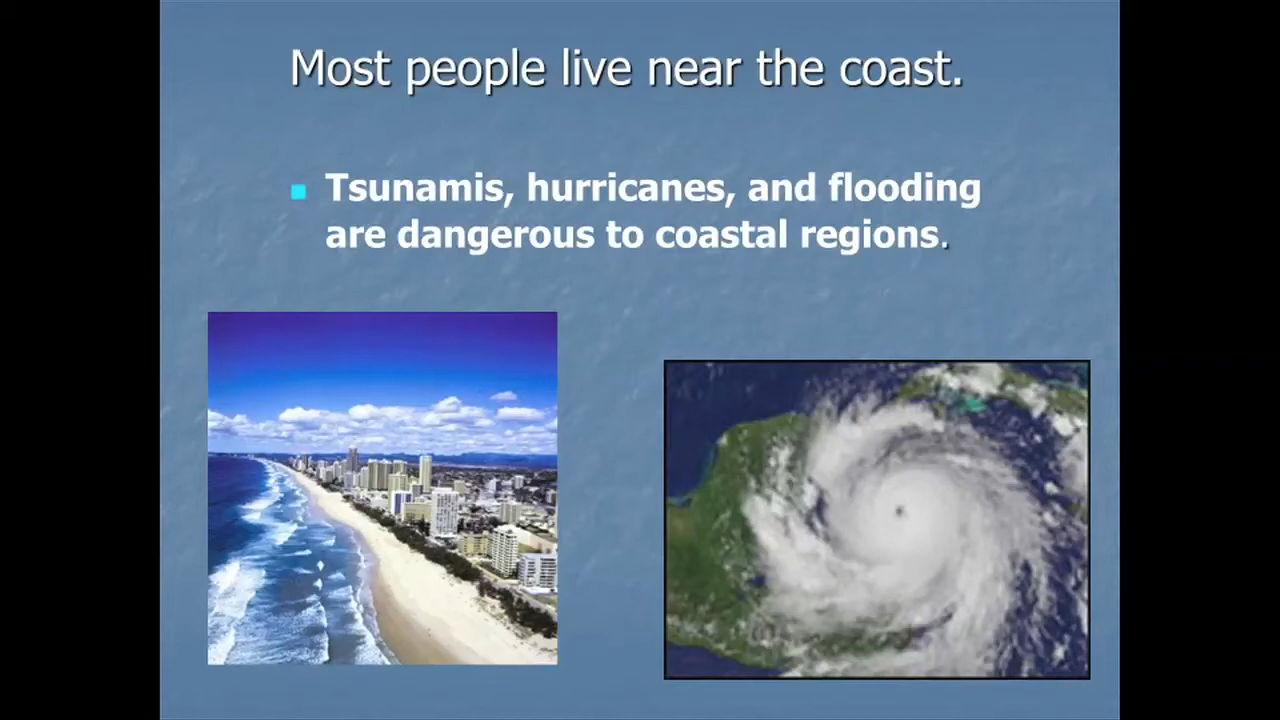 Most people live near the coast.
Tsunamis, hurricanes, and flooding
are dangerous to coastal regions.